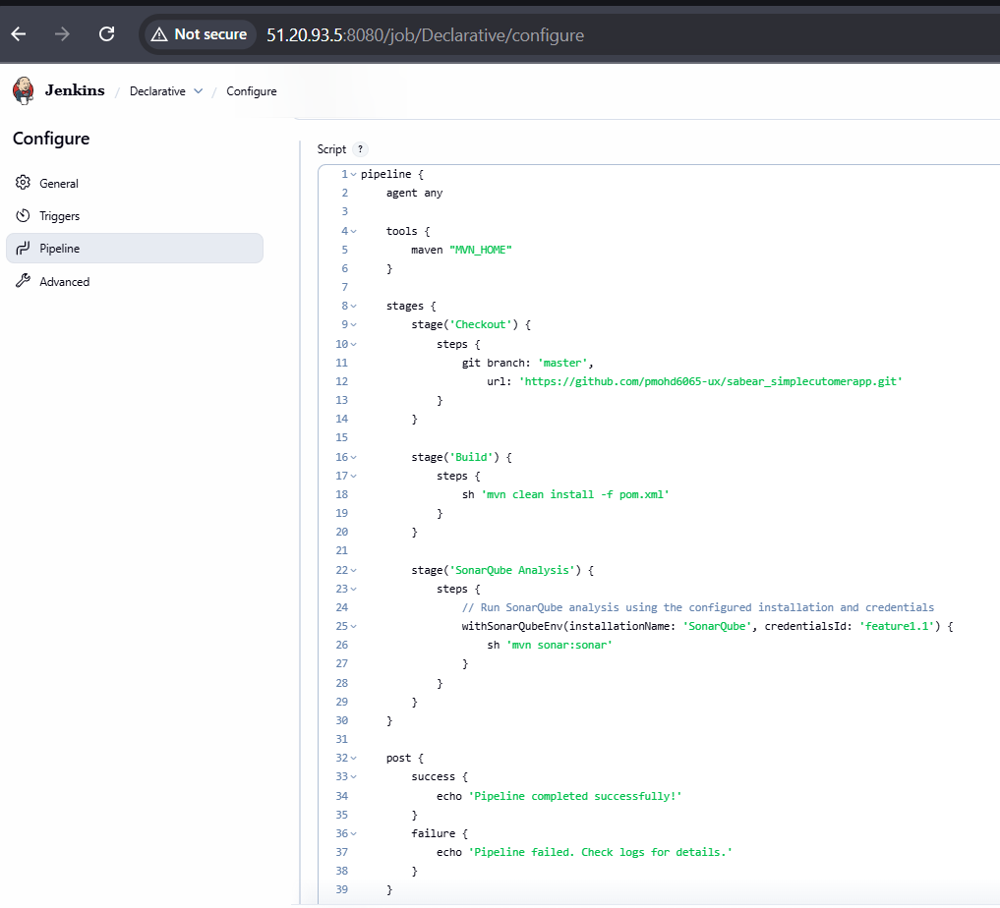 Not secure 51.20.93.5:8080/job/Declarative/configure
Jenkins / Declarative / Configure
Configure
General
Triggers
Pipeline
Advanced
Script ?
1 pipeline {
2     agent any
3
4     tools {
5         maven "MVN_HOME"
6     }
7
8     stages {
9         stage('Checkout') {
10             steps {
11                 git branch: 'master',
12                     url: 'https://github.com/pmohd6065-ux/sabear_simplecutomerapp.git'
13             }
14         }
15
16         stage('Build') {
17             steps {
18                 sh 'mvn clean install -f pom.xml'
19             }
20         }
21
22         stage('SonarQube Analysis') {
23             steps {
24                 // Run SonarQube analysis using the configured installation and credentials
25                 withSonarQubeEnv(installationName: 'SonarQube', credentialsId: 'feature1.1') {
26                     sh 'mvn sonar:sonar'
27                 }
28             }
29         }
30     }
31
32     post {
33         success {
34             echo 'Pipeline completed successfully!'
35         }
36         failure {
37             echo 'Pipeline failed. Check logs for details.'
38         }
39     }